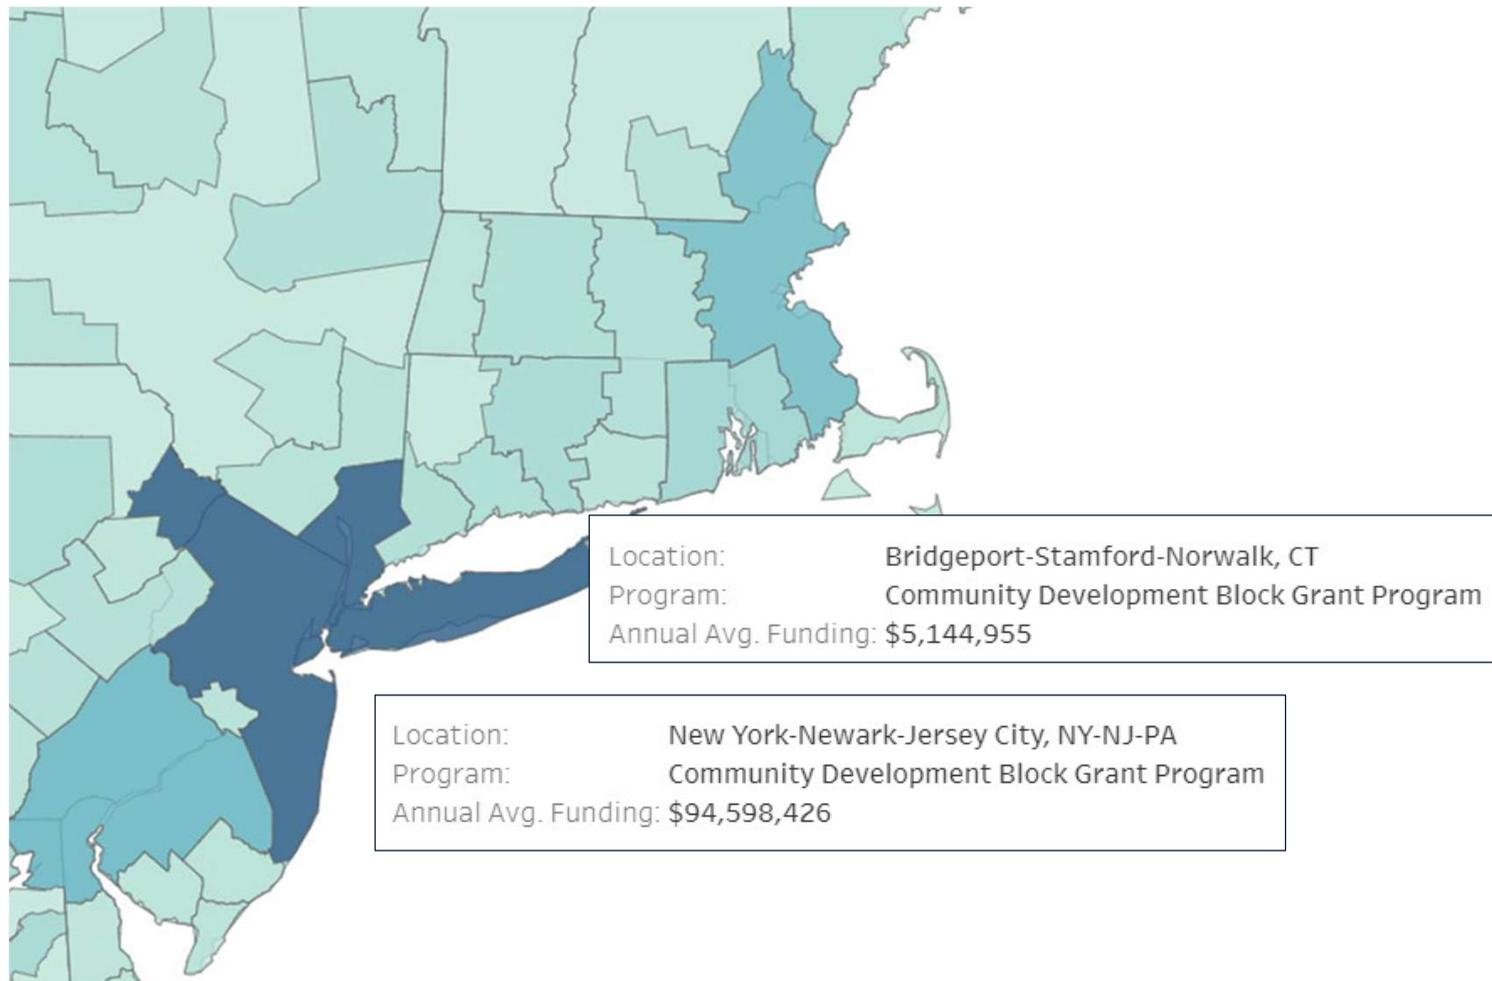 Location: Bridgeport-Stamford-Norwalk, CT
Program: Community Development Block Grant Program
Annual Avg. Funding: $5,144,955
Location: New York-Newark-Jersey City, NY-NJ-PA
Program: Community Development Block Grant Program
Annual Avg. Funding: $94,598,426